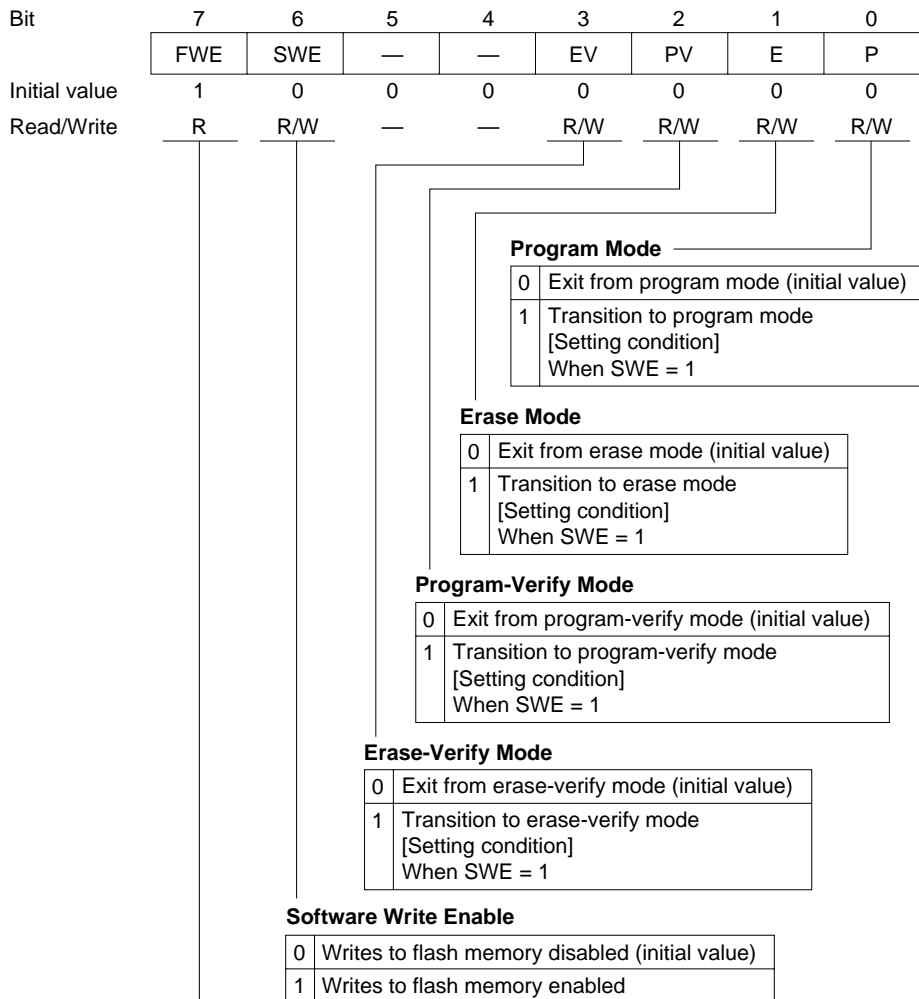 Bit 7 6 5 4 3 2 1 0
FWE SWE — — EV PV E P
Initial value 1 0 0 0 0 0 0 0
Read/Write R R/W — — R/W R/W R/W R/W
Program Mode
0 Exit from program mode (initial value)
1 Transition to program mode
[Setting condition]
When SWE = 1
Erase Mode
0 Exit from erase mode (initial value)
1 Transition to erase mode
[Setting condition]
When SWE = 1
Program-Verify Mode
0 Exit from program-verify mode (initial value)
1 Transition to program-verify mode
[Setting condition]
When SWE = 1
Erase-Verify Mode
0 Exit from erase-verify mode (initial value)
1 Transition to erase-verify mode
[Setting condition]
When SWE = 1
Software Write Enable
0 Writes to flash memory disabled (initial value)
1 Writes to flash memory enabled